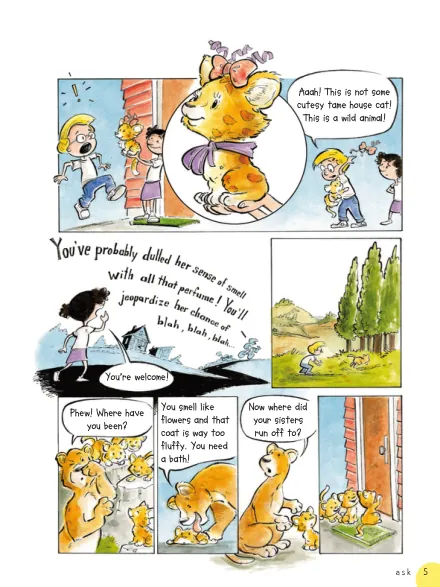 !
Aaah! This is not some
cutesy tame house cat!
This is a wild animal!
You've probably dulled her sense of smell
with all that perfume! You'll
jeopardize her chance of
blah, blah, blah...
You're welcome!
Phew! Where have
you been?
You smell like
flowers and that
coat is way too
fluffy. You need
a bath!
Now where did
your sisters
run off to?
ask 5